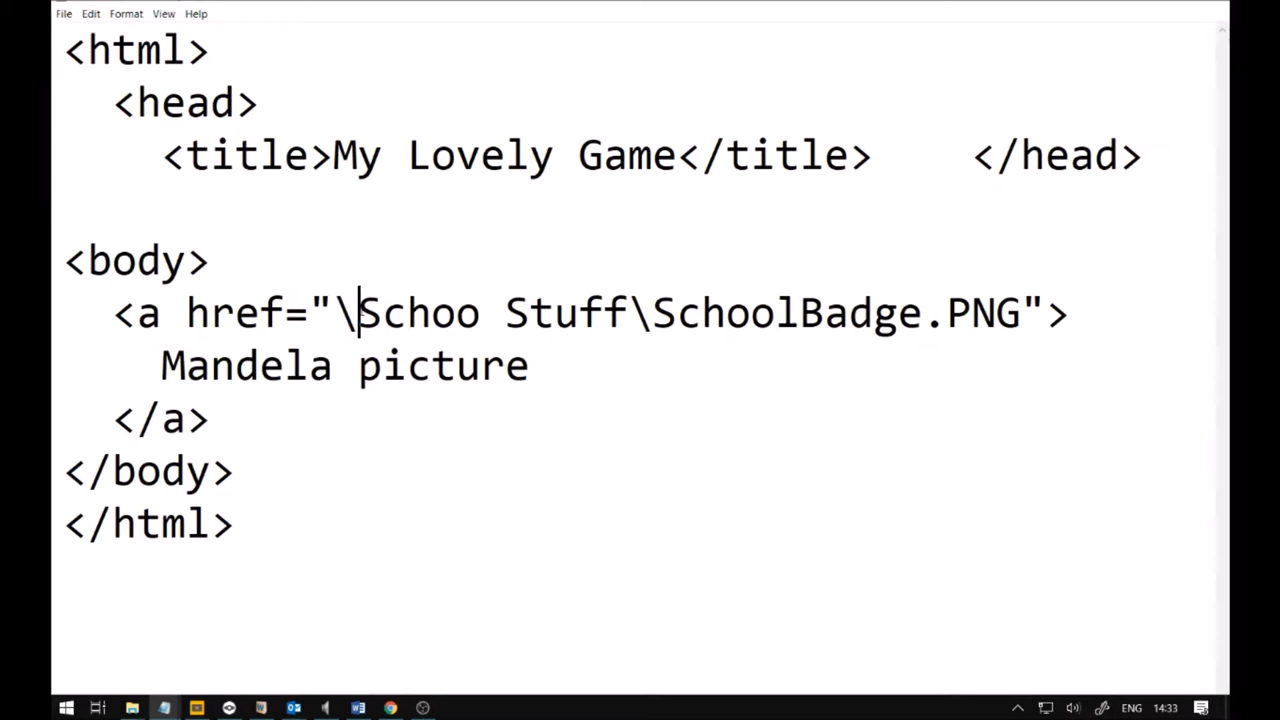 File Edit Format View Help
<html>
<head>
<title>My Lovely Game</title> </head>
<body>
<a href="\Schoo Stuff\SchoolBadge.PNG">
Mandela picture
</a>
</body>
</html>
ENG 14:33